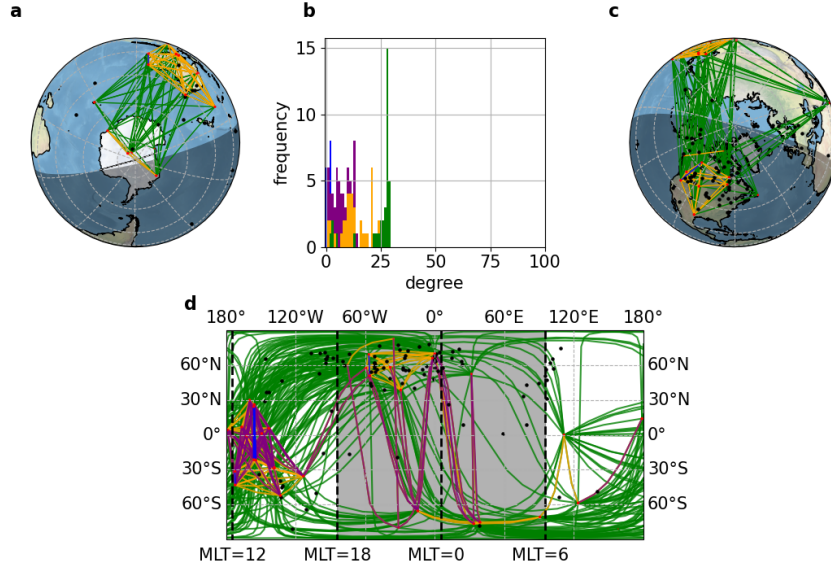 a
b
c
15
10
5
0
frequency
0 25 50 75 100
degree
d
180° 120°W 60°W 0° 60°E 120°E 180°
60°N 60°N
30°N 30°N
0° 0°
30°S 30°S
60°S 60°S
MLT=12 MLT=18 MLT=0 MLT=6